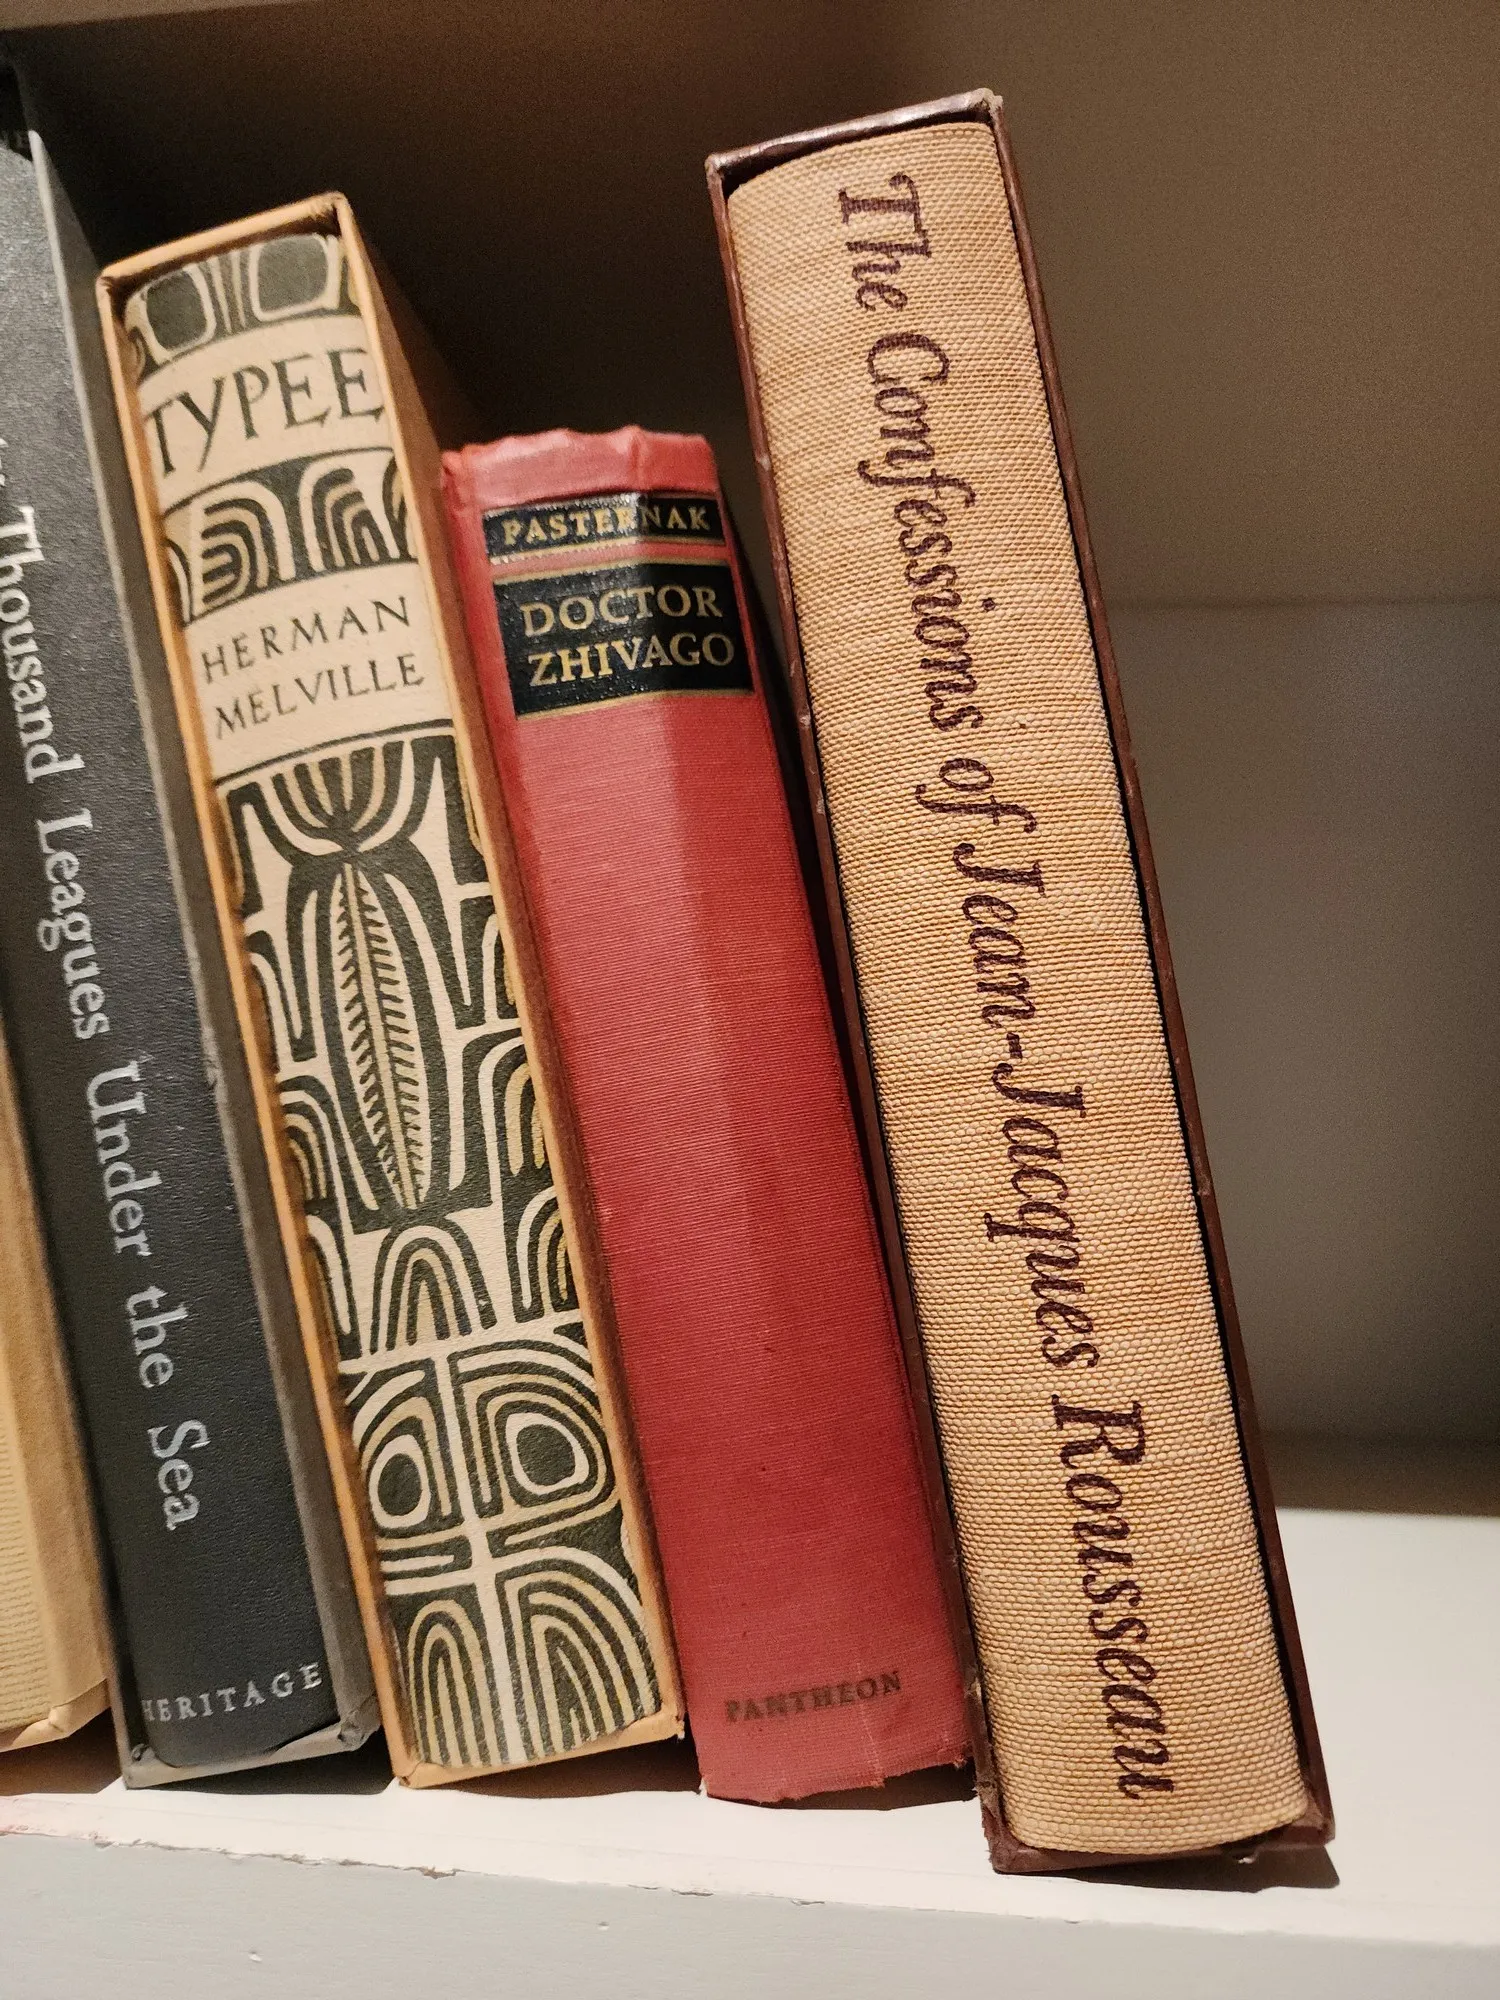 Thousand Leagues Under the Sea
HERITAGE
TYPEE
HERMAN
MELVILLE
PASTERNAK
DOCTOR
ZHIVAGO
PANTHEON
The Confessions of Jean-Jacques Rousseau